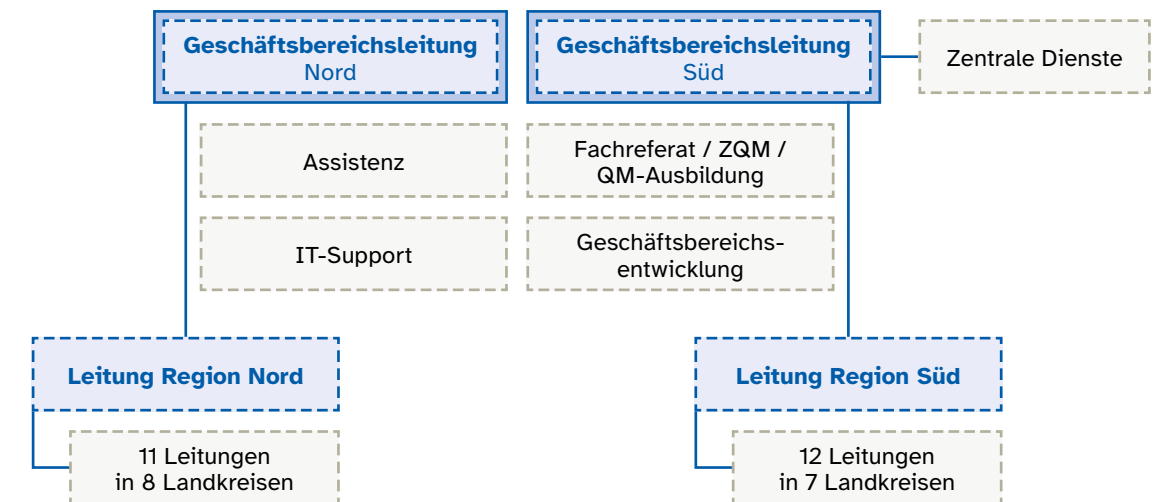 Geschäftsbereichsleitung
Nord
Geschäftsbereichsleitung
Süd
Zentrale Dienste
Assistenz
Fachreferat / ZQM /
QM-Ausbildung
IT-Support
Geschäftsbereichs-
entwicklung
Leitung Region Nord
Leitung Region Süd
11 Leitungen
in 8 Landkreisen
12 Leitungen
in 7 Landkreisen